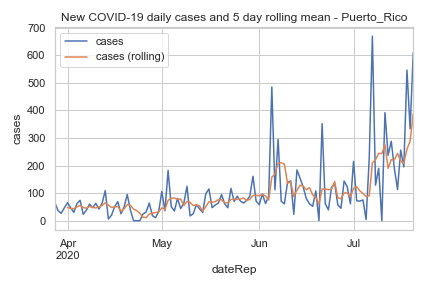 New COVID-19 daily cases and 5 day rolling mean - Puerto_Rico
700
600
500
400
300
200
100
0
cases
cases
cases (rolling)
Apr
2020
May
Jun
Jul
dateRep